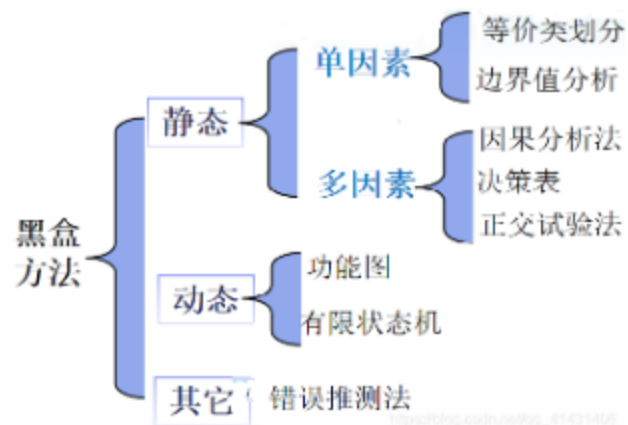 等价类划分
单因素
边界值分析
静态
因果分析法
多因素
决策表
正交试验法
黑盒
方法
功能图
动态
有限状态机
其它
错误推测法